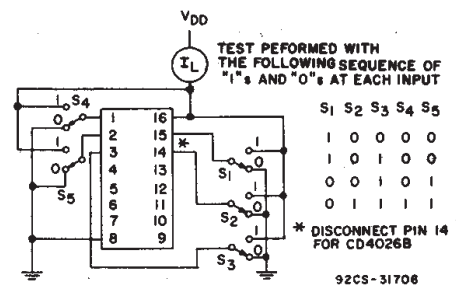 VDD
IL
TEST PEFORMED WITH
THE FOLLOWING SEQUENCE OF
"1"s AND "0"s AT EACH INPUT
S1 S2 S3 S4 S5
1 0 0 0 0
1 0 1 0 0
0 0 1 0 1
0 1 1 1 1
* DISCONNECT PIN 14
FOR CD4026B
1 S4
0
1
0
S5
1 16
2 15
3 14 *
4 13
5 12
6 11
7 10
8 9
1
S1 0
1
S2 0
1
S3 0
92CS-31706